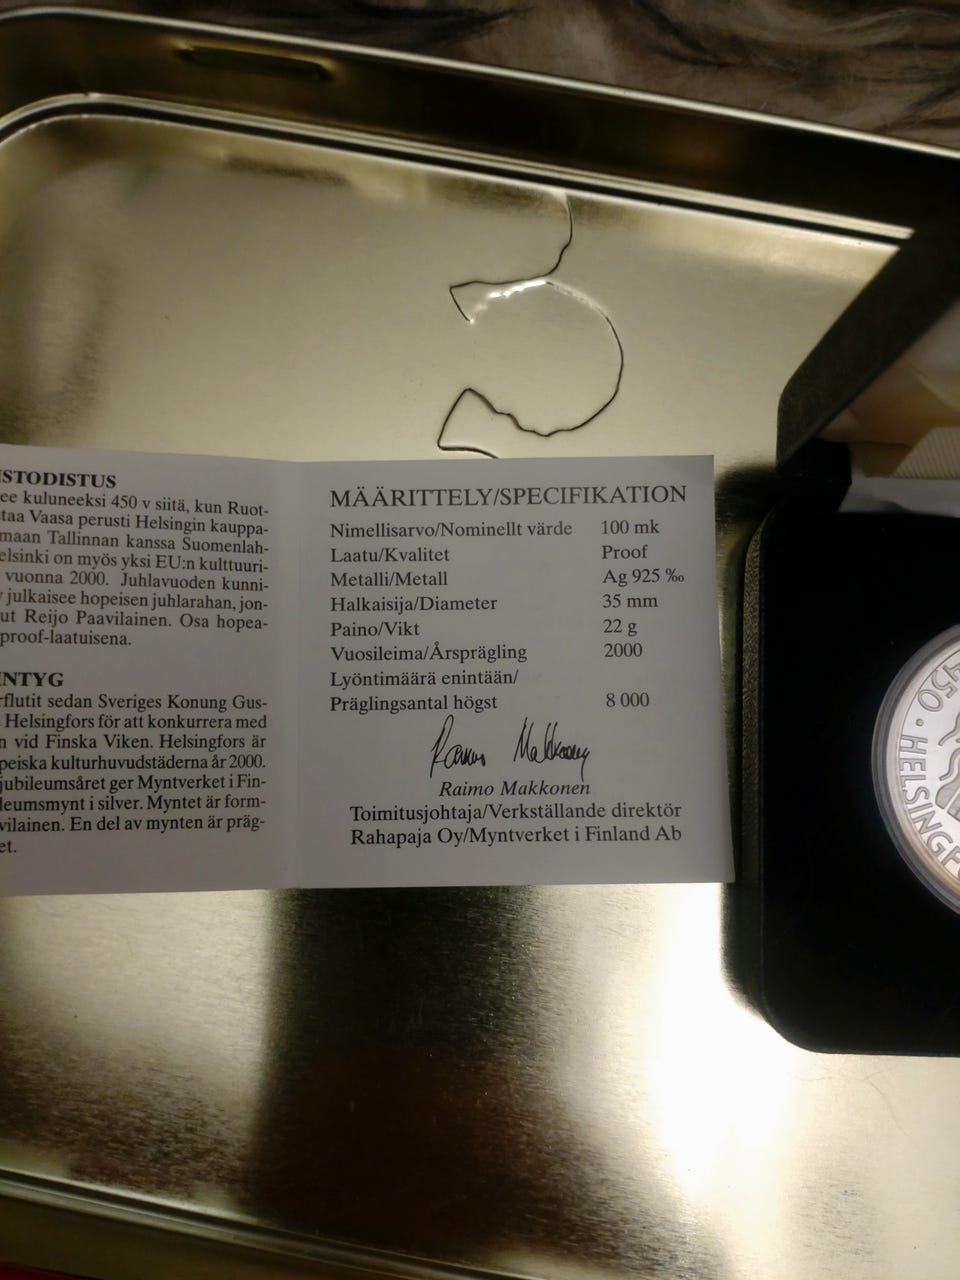 STODISTUS
ee kuluneeksi 450 v siitä, kun Ruot-
taa Vaasa perusti Helsingin kauppa-
maan Tallinnan kanssa Suomenlah-
elsinki on myös yksi EU:n kulttuuri-
vuonna 2000. Juhlavuoden kunni-
y julkaisee hopeisen juhlarahan, jon-
ut Reijo Paavilainen. Osa hopea-
proof-laatuisena.
NTYG
rflutit sedan Sveriges Konung Gus-
Helsingfors för att konkurrera med
n vid Finska Viken. Helsingfors är
peiska kulturhuvudstäderna år 2000.
jubileumsåret ger Myntverket i Fin-
leumsmynt i silver. Myntet är form-
vilainen. En del av mynten är präg-
et.
MÄÄRITTELY/SPECIFIKATION
Nimellisarvo/Nominellt värde 100 mk
Laatu/Kvalitet Proof
Metalli/Metall Ag 925 ‰
Halkaisija/Diameter 35 mm
Paino/Vikt 22 g
Vuosileima/Årsprägling 2000
Lyöntimäärä enintään/
Präglingsantal högst 8 000
Raimo Makkonen
Raimo Makkonen
Toimitusjohtaja/Verkställande direktör
Rahapaja Oy/Myntverket i Finland Ab
450 · HELSINGF